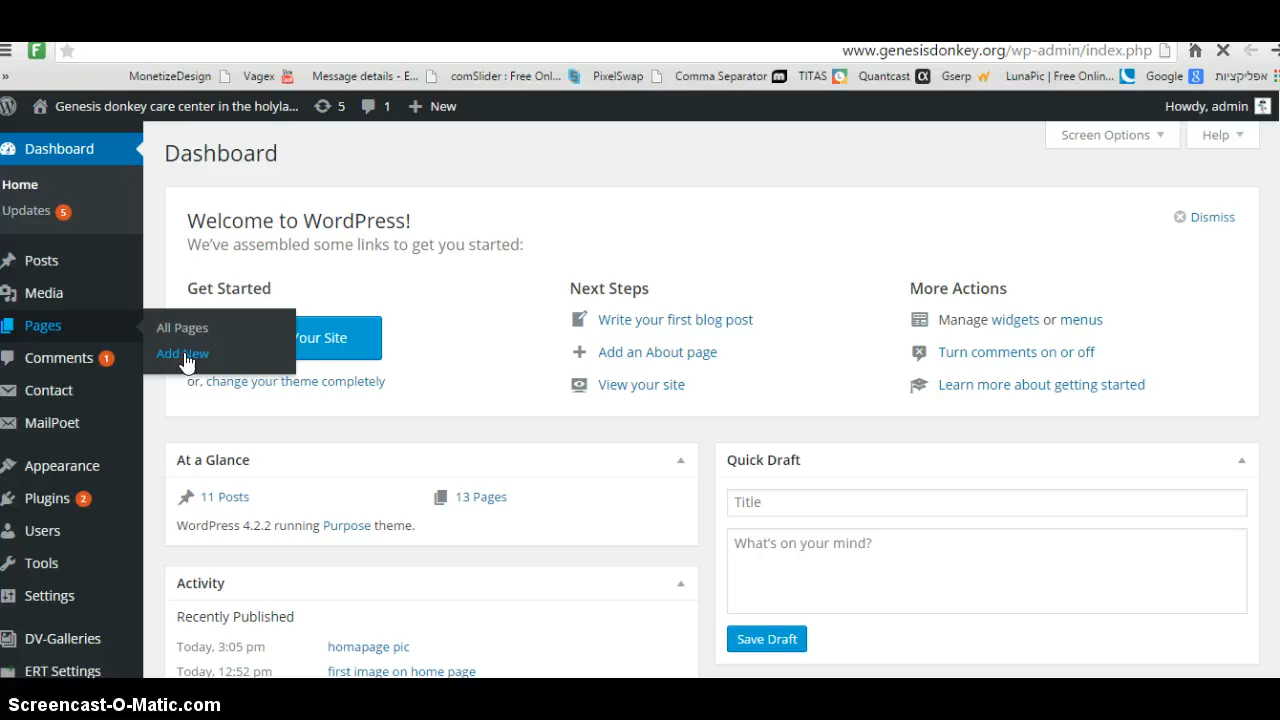 www.genesisdonkey.org/wp-admin/index.php
» MonetizeDesign Vagex Message details - E... comSlider : Free Onl... PixelSwap Comma Separator TITAS Quantcast Gserp LunaPic | Free Onlin... Google אפליקציות
Genesis donkey care center in the holyla... 5 1 New Howdy, admin
Dashboard
Home
Updates 5
Posts
Media
Pages
Comments 1
Contact
MailPoet
Appearance
Plugins 2
Users
Tools
Settings
DV-Galleries
ERT Settings
All Pages
Add New
Dashboard
Screen Options Help
Welcome to WordPress!
Dismiss
We've assembled some links to get you started:
Get Started
Your Site
or, change your theme completely
Next Steps
Write your first blog post
Add an About page
View your site
More Actions
Manage widgets or menus
Turn comments on or off
Learn more about getting started
At a Glance
11 Posts 13 Pages
WordPress 4.2.2 running Purpose theme.
Activity
Recently Published
Today, 3:05 pm homapage pic
Today, 12:52 pm first image on home page
Quick Draft
Title
What's on your mind?
Save Draft
Screencast-O-Matic.com